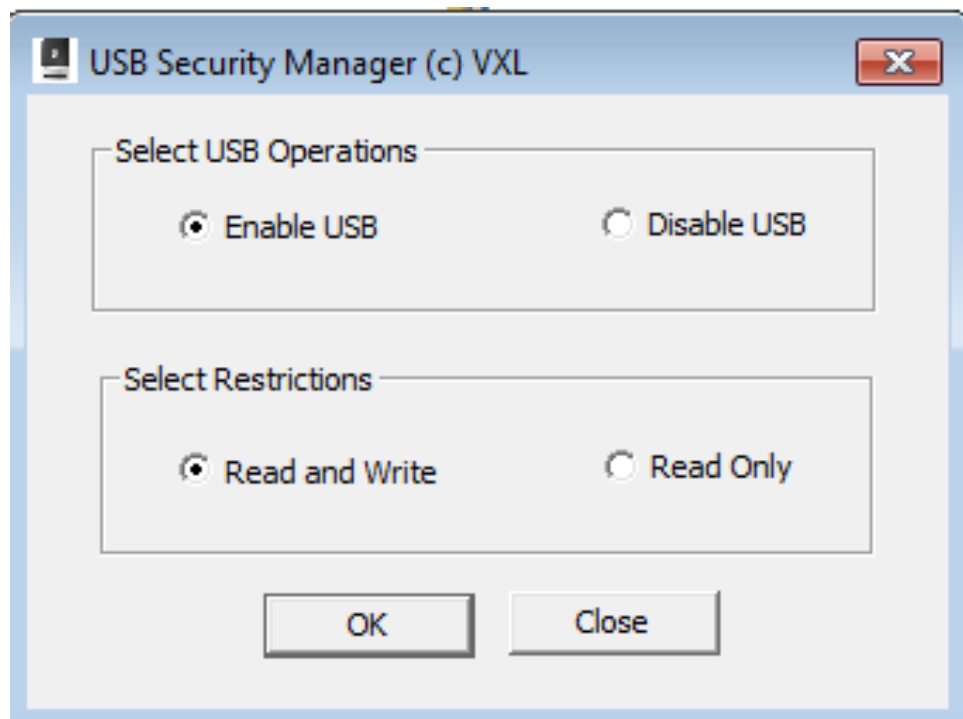 USB Security Manager (c) VXL
Select USB Operations
Enable USB Disable USB
Select Restrictions
Read and Write Read Only
OK Close